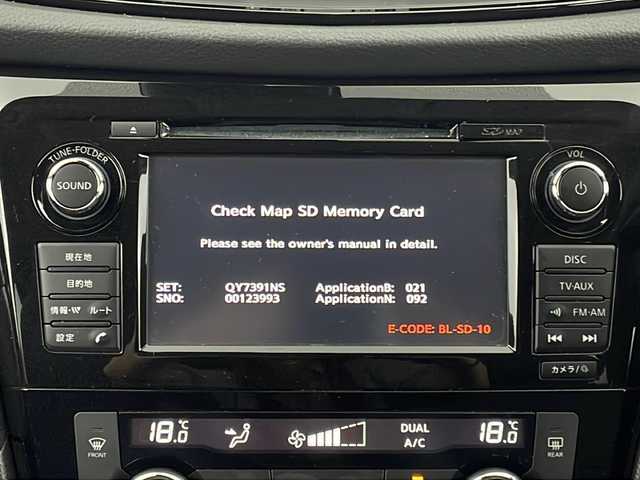 SD MAP
TUNE·FOLDER
SOUND
VOL
Check Map SD Memory Card
Please see the owner's manual in detail.
SET: QY7391NS ApplicationB: 021
SNO: 00123993 ApplicationN: 092
E-CODE: BL-SD-10
現在地
目的地
情報・VV ルート
設定
DISC
TV·AUX
FM·AM
カメラ/
18.0°C
DUAL
A/C
18.0°C
FRONT
REAR